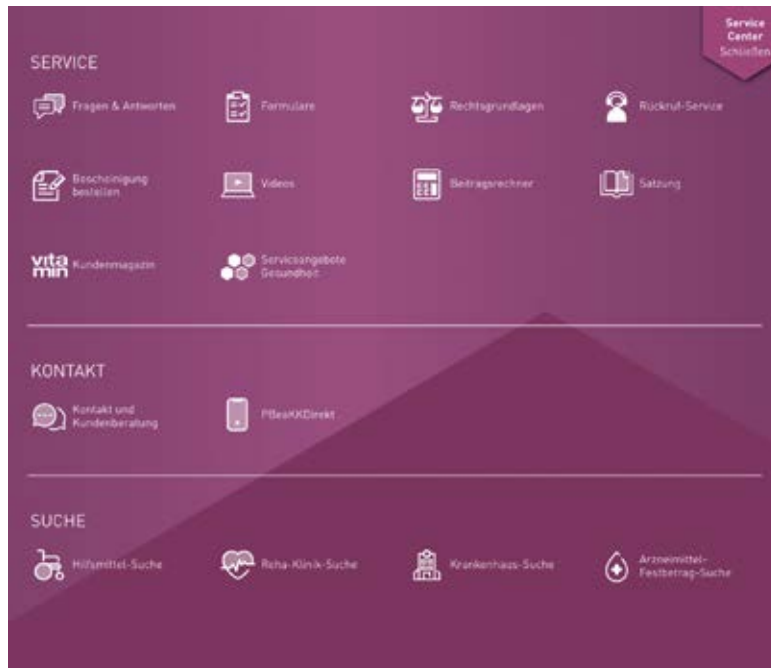 Service
Center
Schließen
SERVICE
Fragen & Antworten
Formulare
Rechtsgrundlagen
Rückruf-Service
Bescheinigung
bestellen
Videos
Beitragsrechner
Satzung
vita
min
Kundenmagazin
Serviceangebote
Gesundheit
KONTAKT
Kontakt und
Kundenberatung
PBeaKKDirekt
SUCHE
Hilfsmittel-Suche
Reha-Klinik-Suche
Krankenhaus-Suche
Arzneimittel-
Festbetrag-Suche